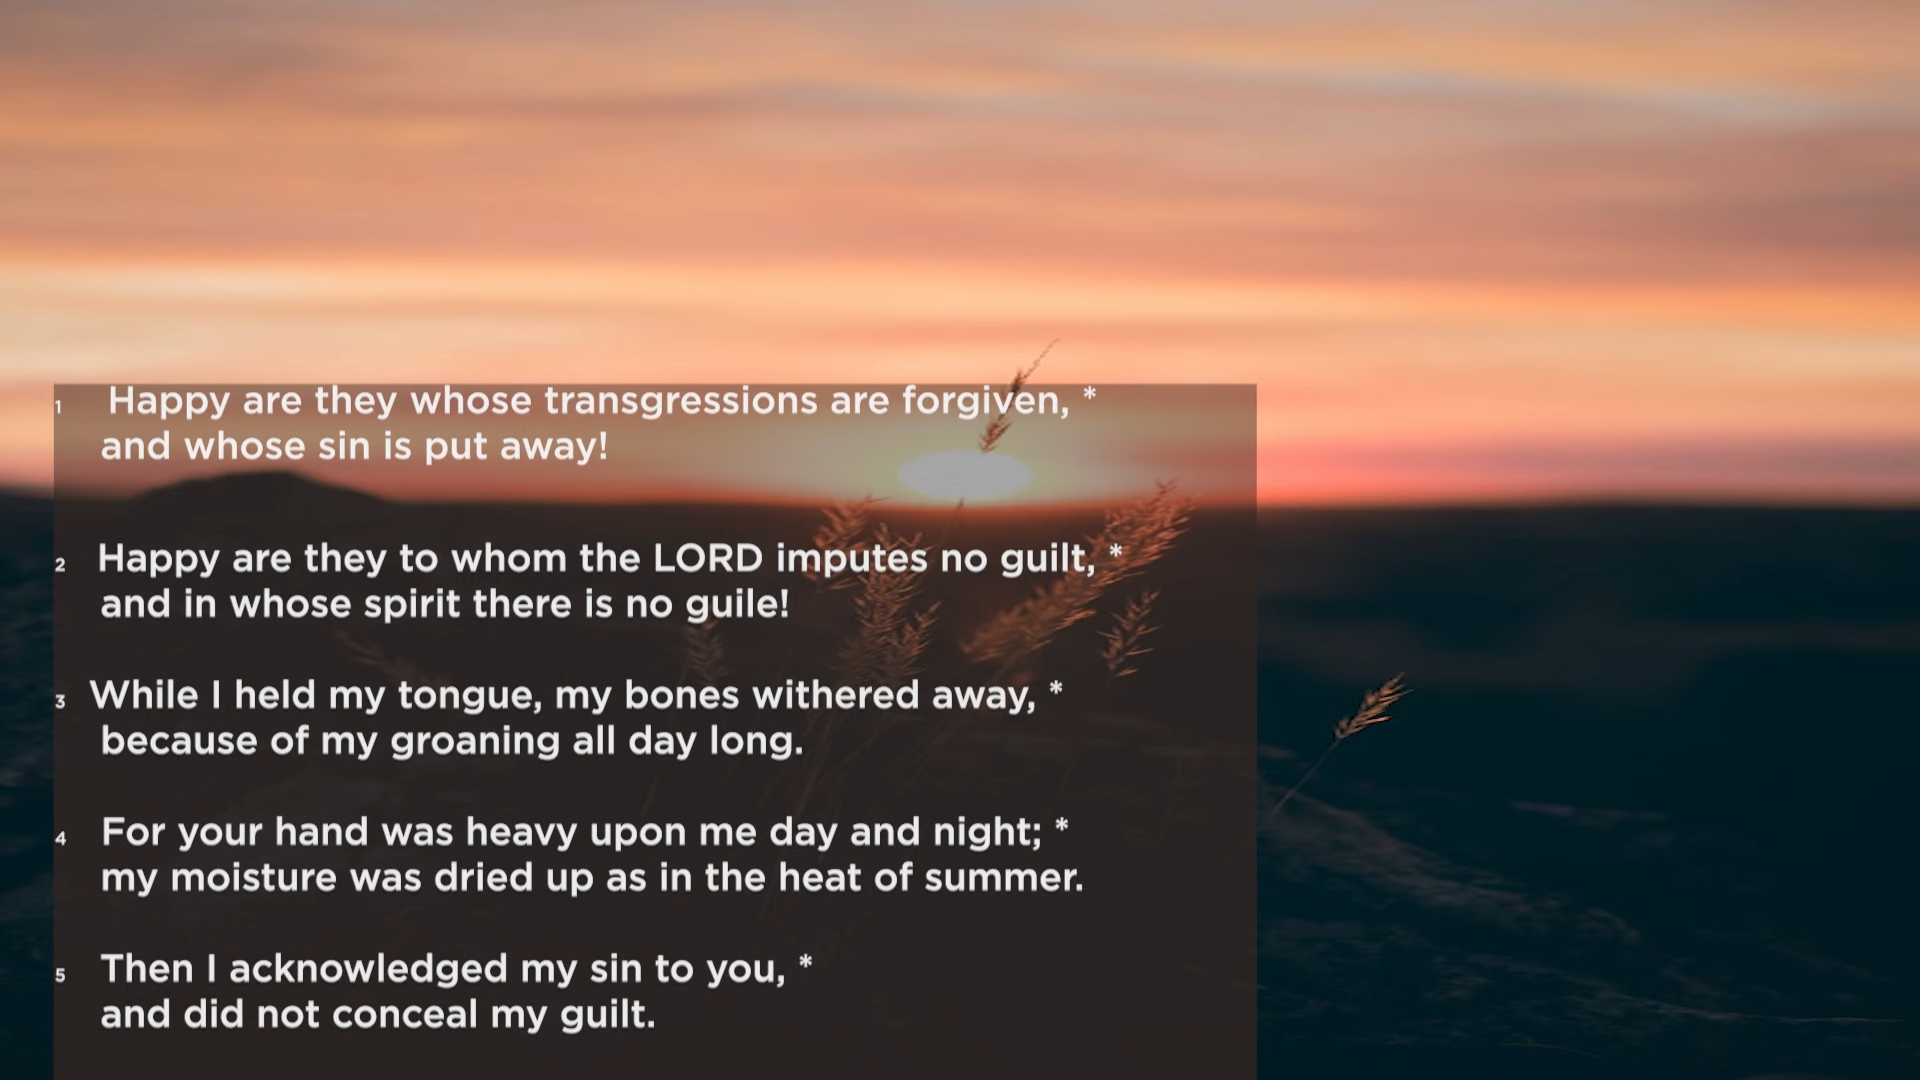 1 Happy are they whose transgressions are forgiven, *
and whose sin is put away!
2 Happy are they to whom the LORD imputes no guilt, *
and in whose spirit there is no guile!
3 While I held my tongue, my bones withered away, *
because of my groaning all day long.
4 For your hand was heavy upon me day and night; *
my moisture was dried up as in the heat of summer.
5 Then I acknowledged my sin to you, *
and did not conceal my guilt.